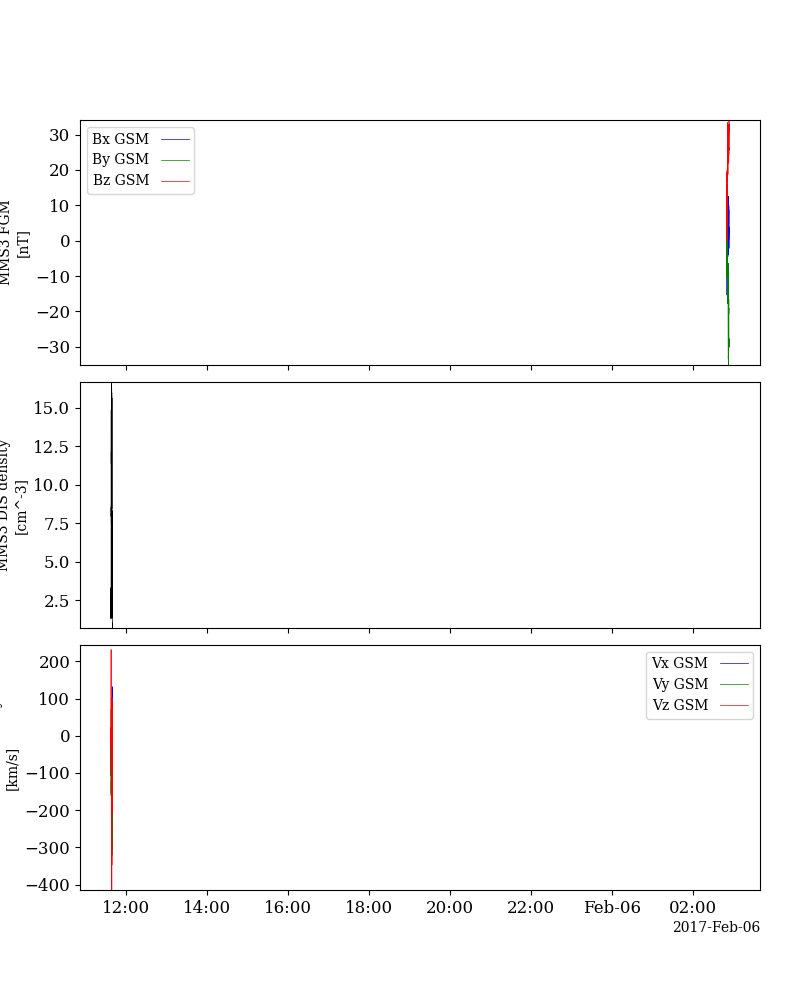 30
20
10
0
−10
−20
−30
MMS3 FGM
[nT]
Bx GSM
By GSM
Bz GSM
15.0
12.5
10.0
7.5
5.0
2.5
MMS3 DIS density
[cm^-3]
200
100
0
−100
−200
−300
−400
[km/s]
Vx GSM
Vy GSM
Vz GSM
12:00 14:00 16:00 18:00 20:00 22:00 Feb-06 02:00
2017-Feb-06